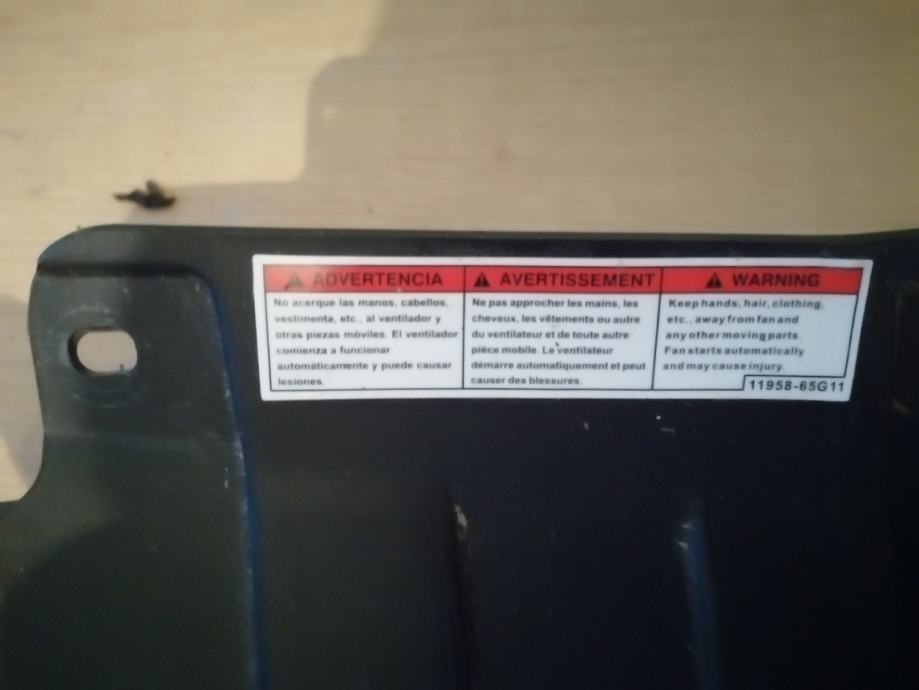 ADVERTENCIA
No acerque las manos, cabellos,
vestimenta, etc., al ventilador y
otras piezas móviles. El ventilador
comienza a funcionar
automáticamente y puede causar
lesiones.
AVERTISSEMENT
Ne pas approcher les mains, les
cheveux, les vêtements ou autre
du ventilateur et de toute autre
pièce mobile. Le ventilateur
démarre automatiquement et peut
causer des blessures.
WARNING
Keep hands, hair, clothing,
etc., away from fan and
any other moving parts.
Fan starts automatically
and may cause injury.
11958-65G11